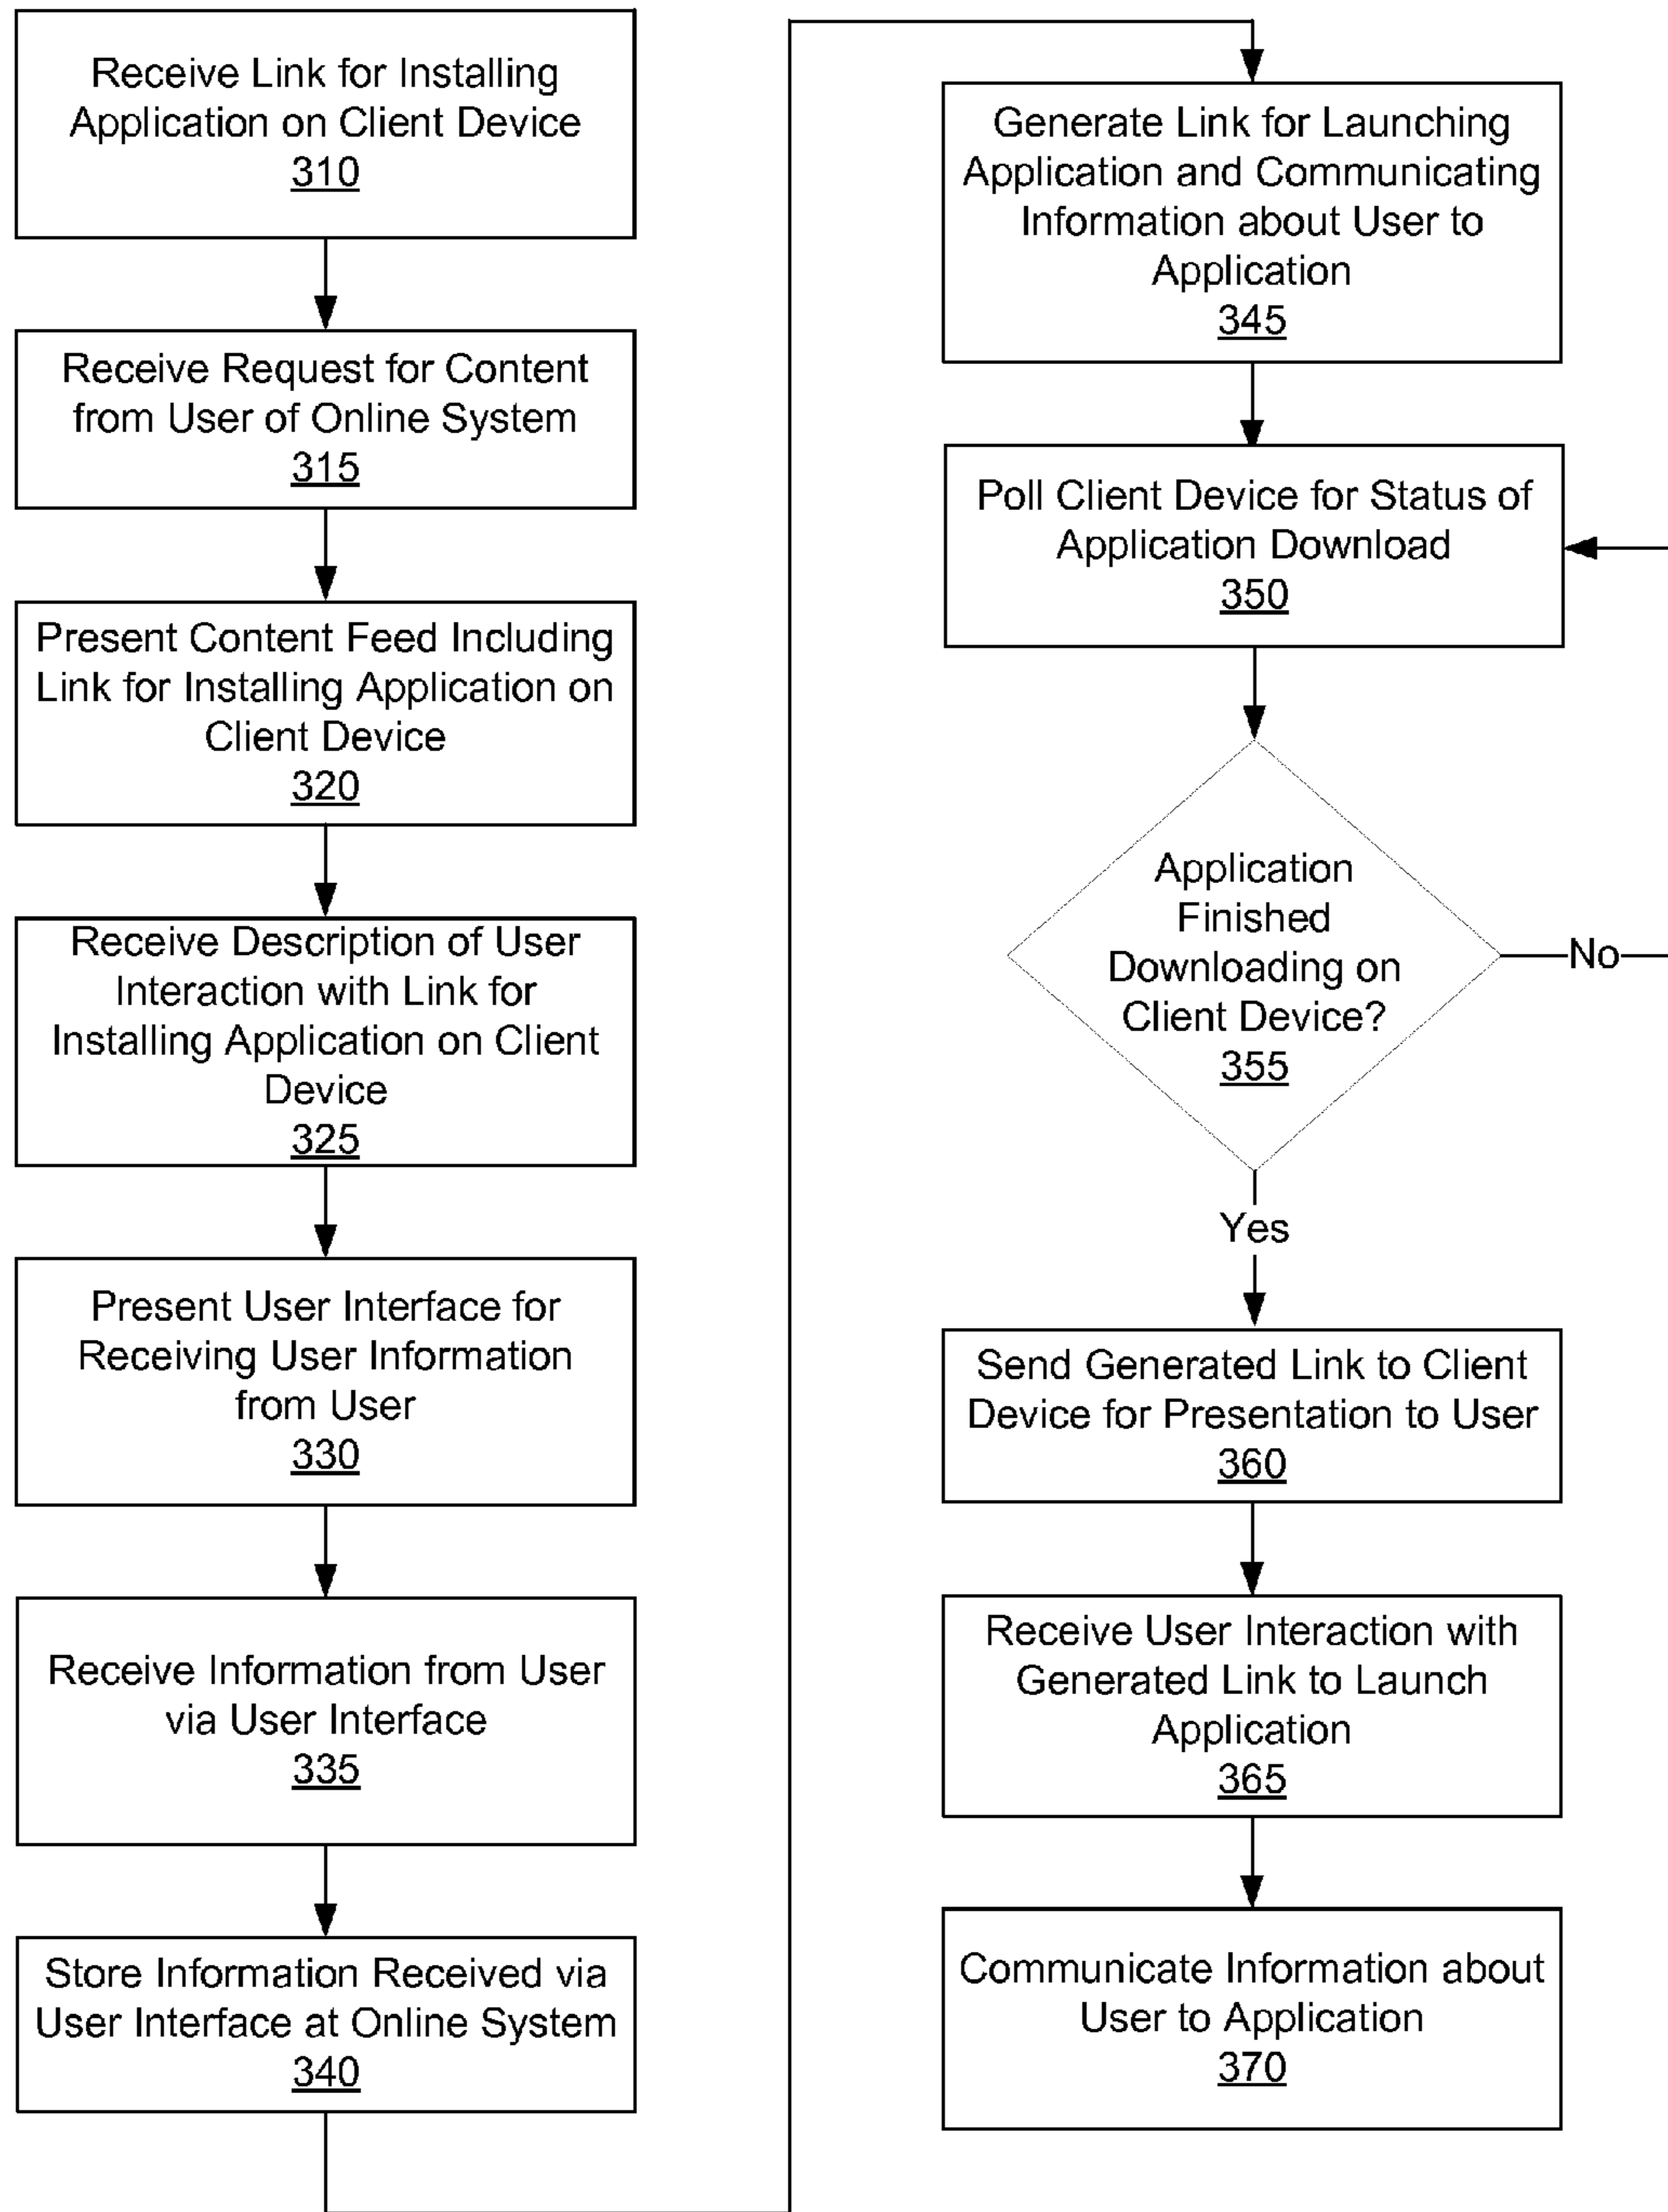 Receive Link for Installing
Application on Client Device
310
Receive Request for Content
from User of Online System
315
Present Content Feed Including
Link for Installing Application on
Client Device
320
Receive Description of User
Interaction with Link for
Installing Application on Client
Device
325
Present User Interface for
Receiving User Information
from User
330
Receive Information from User
via User Interface
335
Store Information Received via
User Interface at Online System
340
Generate Link for Launching
Application and Communicating
Information about User to
Application
345
Poll Client Device for Status of
Application Download
350
Application
Finished
Downloading on
Client Device?
355
No
Yes
Send Generated Link to Client
Device for Presentation to User
360
Receive User Interaction with
Generated Link to Launch
Application
365
Communicate Information about
User to Application
370